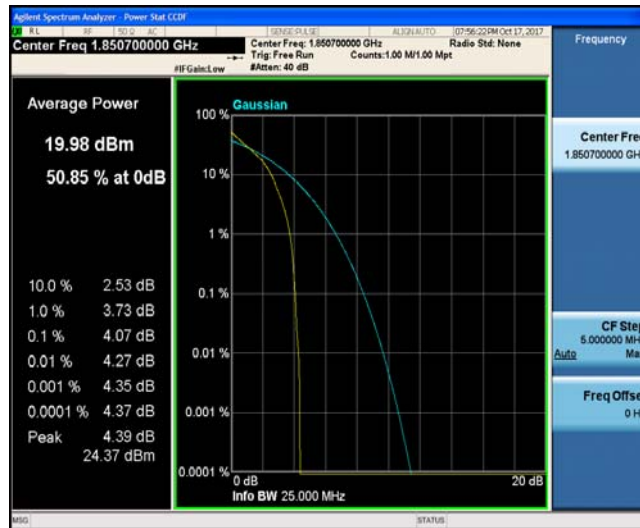 Agilent Spectrum Analyzer - Power Stat CCDF
RL RF 50 Ω AC SENSE:PULSE ALIGN AUTO 07:56:22 PM Oct 17, 2017
Center Freq 1.850700000 GHz
Center Freq: 1.850700000 GHz Radio Std: None
Trig: Free Run Counts:1.00 M/1.00 Mpt
#IFGain:Low #Atten: 40 dB
Frequency
Average Power
19.98 dBm
50.85 % at 0dB
10.0 % 2.53 dB
1.0 % 3.73 dB
0.1 % 4.07 dB
0.01 % 4.27 dB
0.001 % 4.35 dB
0.0001 % 4.37 dB
Peak 4.39 dB
24.37 dBm
Gaussian
100 %
10 %
1 %
0.1 %
0.01 %
0.001 %
0.0001 %
0 dB 20 dB
Info BW 25.000 MHz
Center Fre
1.850700000 GH
CF Step
5.000000 MH
Auto Ma
Freq Offse
0 H
MSG STATUS